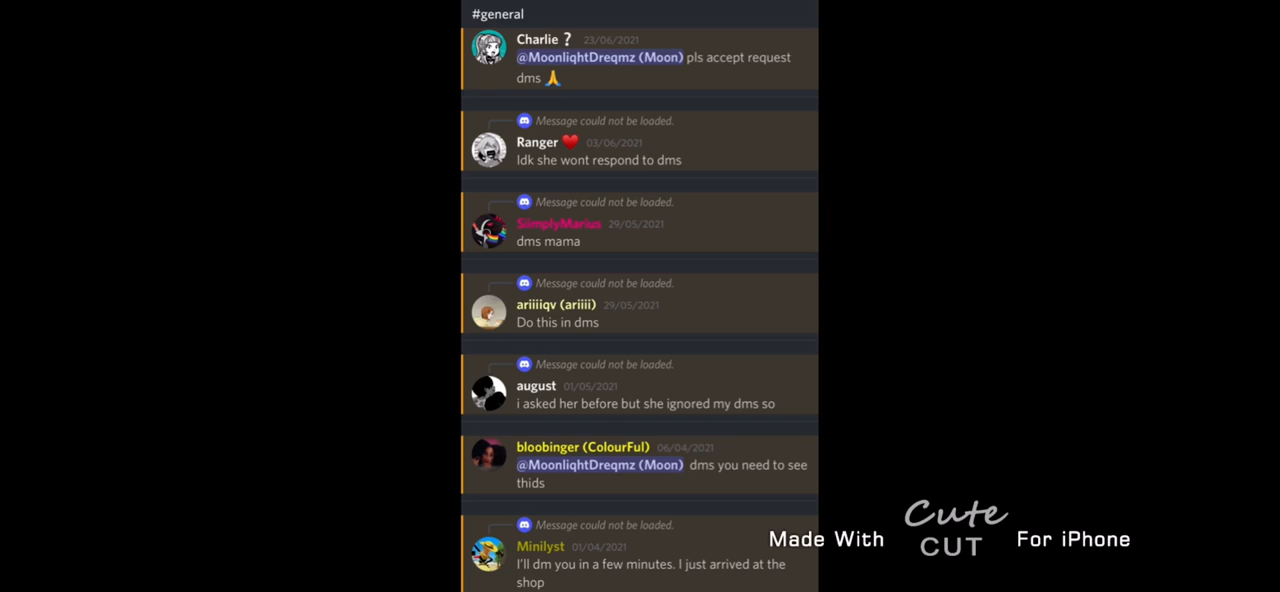 #general
Charlie ❔ 23/06/2021
@MoonliqhtDreqmz (Moon) pls accept request
dms 🙏
Message could not be loaded.
Ranger ❤️ 03/06/2021
Idk she wont respond to dms
Message could not be loaded.
SiimplyMarius 29/05/2021
dms mama
Message could not be loaded.
ariiiiqv (ariiii) 29/05/2021
Do this in dms
Message could not be loaded.
august 01/05/2021
i asked her before but she ignored my dms so
bloobinger (ColourFul) 06/04/2021
@MoonliqhtDreqmz (Moon) dms you need to see
thids
Message could not be loaded.
Minilyst 01/04/2021
I'll dm you in a few minutes. I just arrived at the
shop
Made With Cute CUT For iPhone